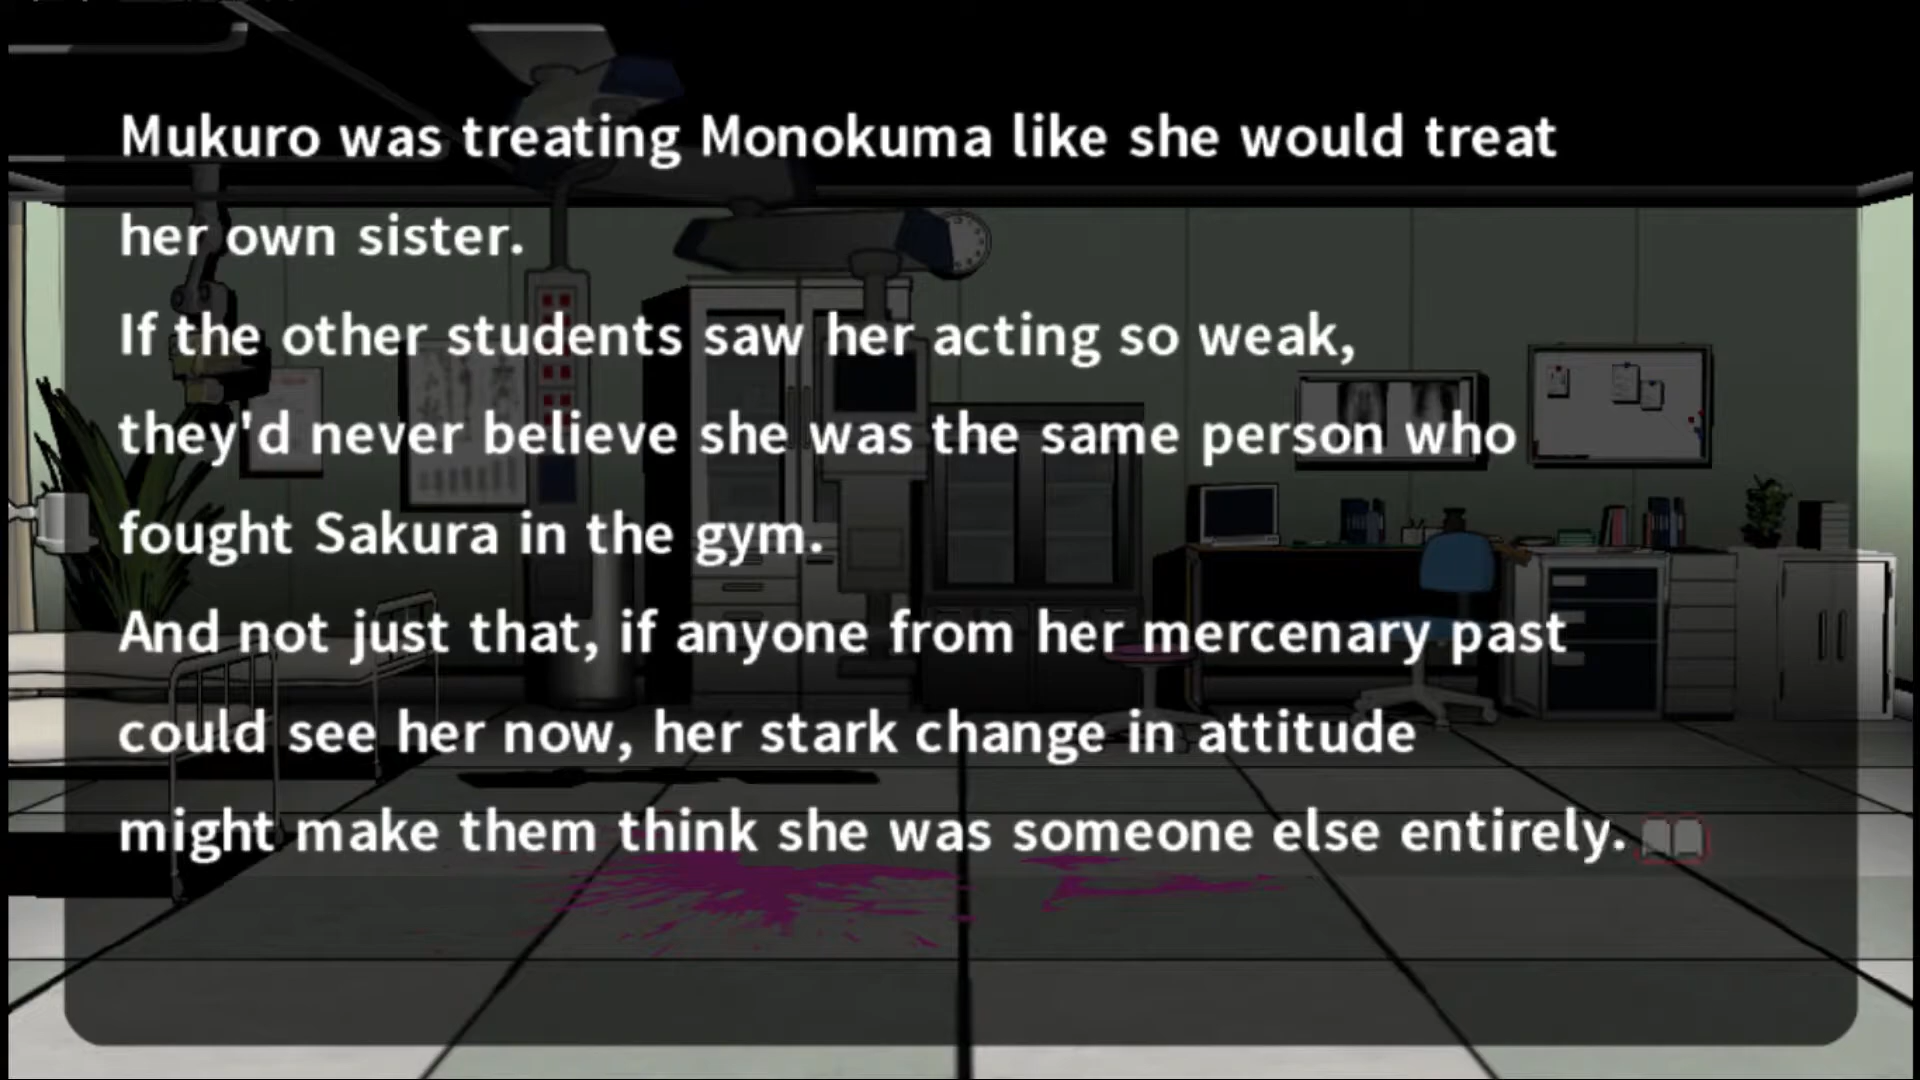 Mukuro was treating Monokuma like she would treat
her own sister.
If the other students saw her acting so weak,
they'd never believe she was the same person who
fought Sakura in the gym.
And not just that, if anyone from her mercenary past
could see her now, her stark change in attitude
might make them think she was someone else entirely.